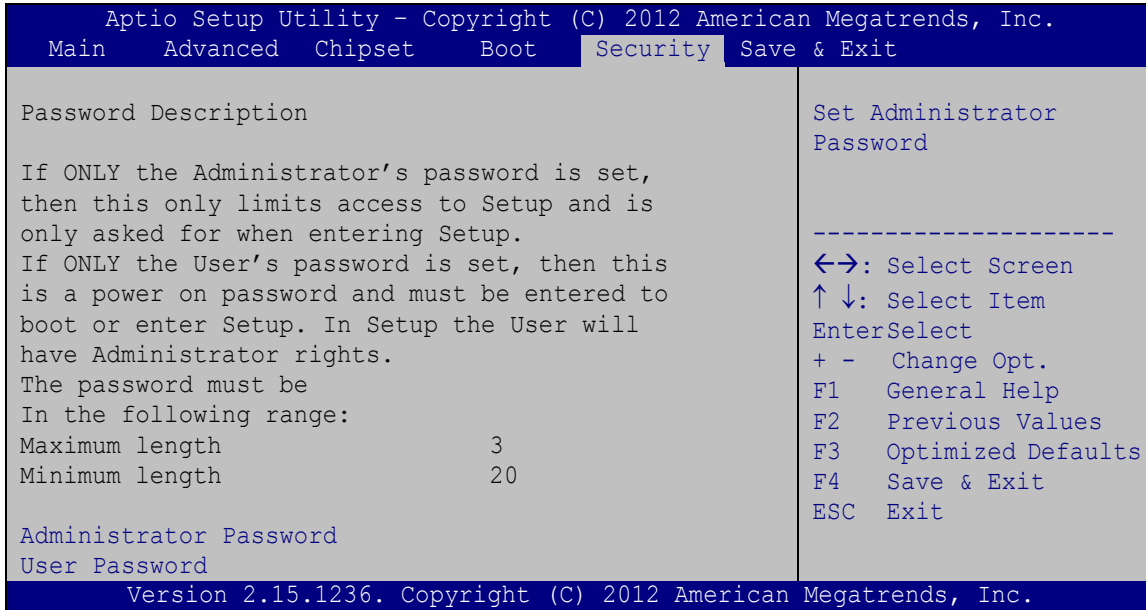 Aptio Setup Utility – Copyright (C) 2012 American Megatrends, Inc.
Main Advanced Chipset Boot Security Save & Exit
Password Description
If ONLY the Administrator’s password is set,
then this only limits access to Setup and is
only asked for when entering Setup.
If ONLY the User’s password is set, then this
is a power on password and must be entered to
boot or enter Setup. In Setup the User will
have Administrator rights.
The password must be
In the following range:
Maximum length 3
Minimum length 20
Administrator Password
User Password
Set Administrator
Password
---------------------
←→: Select Screen
↑ ↓: Select Item
EnterSelect
+ - Change Opt.
F1 General Help
F2 Previous Values
F3 Optimized Defaults
F4 Save & Exit
ESC Exit
Version 2.15.1236. Copyright (C) 2012 American Megatrends, Inc.